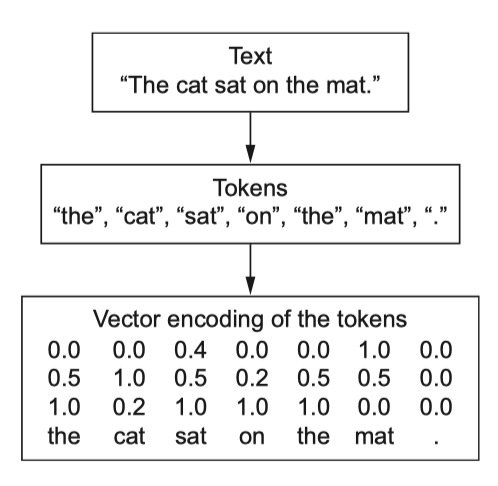 Text
“The cat sat on the mat.”
Tokens
“the”, “cat”, “sat”, “on”, “the”, “mat”, “.”
Vector encoding of the tokens
0.0 0.0 0.4 0.0 0.0 1.0 0.0
0.5 1.0 0.5 0.2 0.5 0.5 0.0
1.0 0.2 1.0 1.0 1.0 0.0 0.0
the cat sat on the mat .